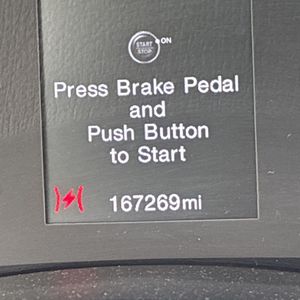 START
STOP
ON
Press Brake Pedal
and
Push Button
to Start
167269mi